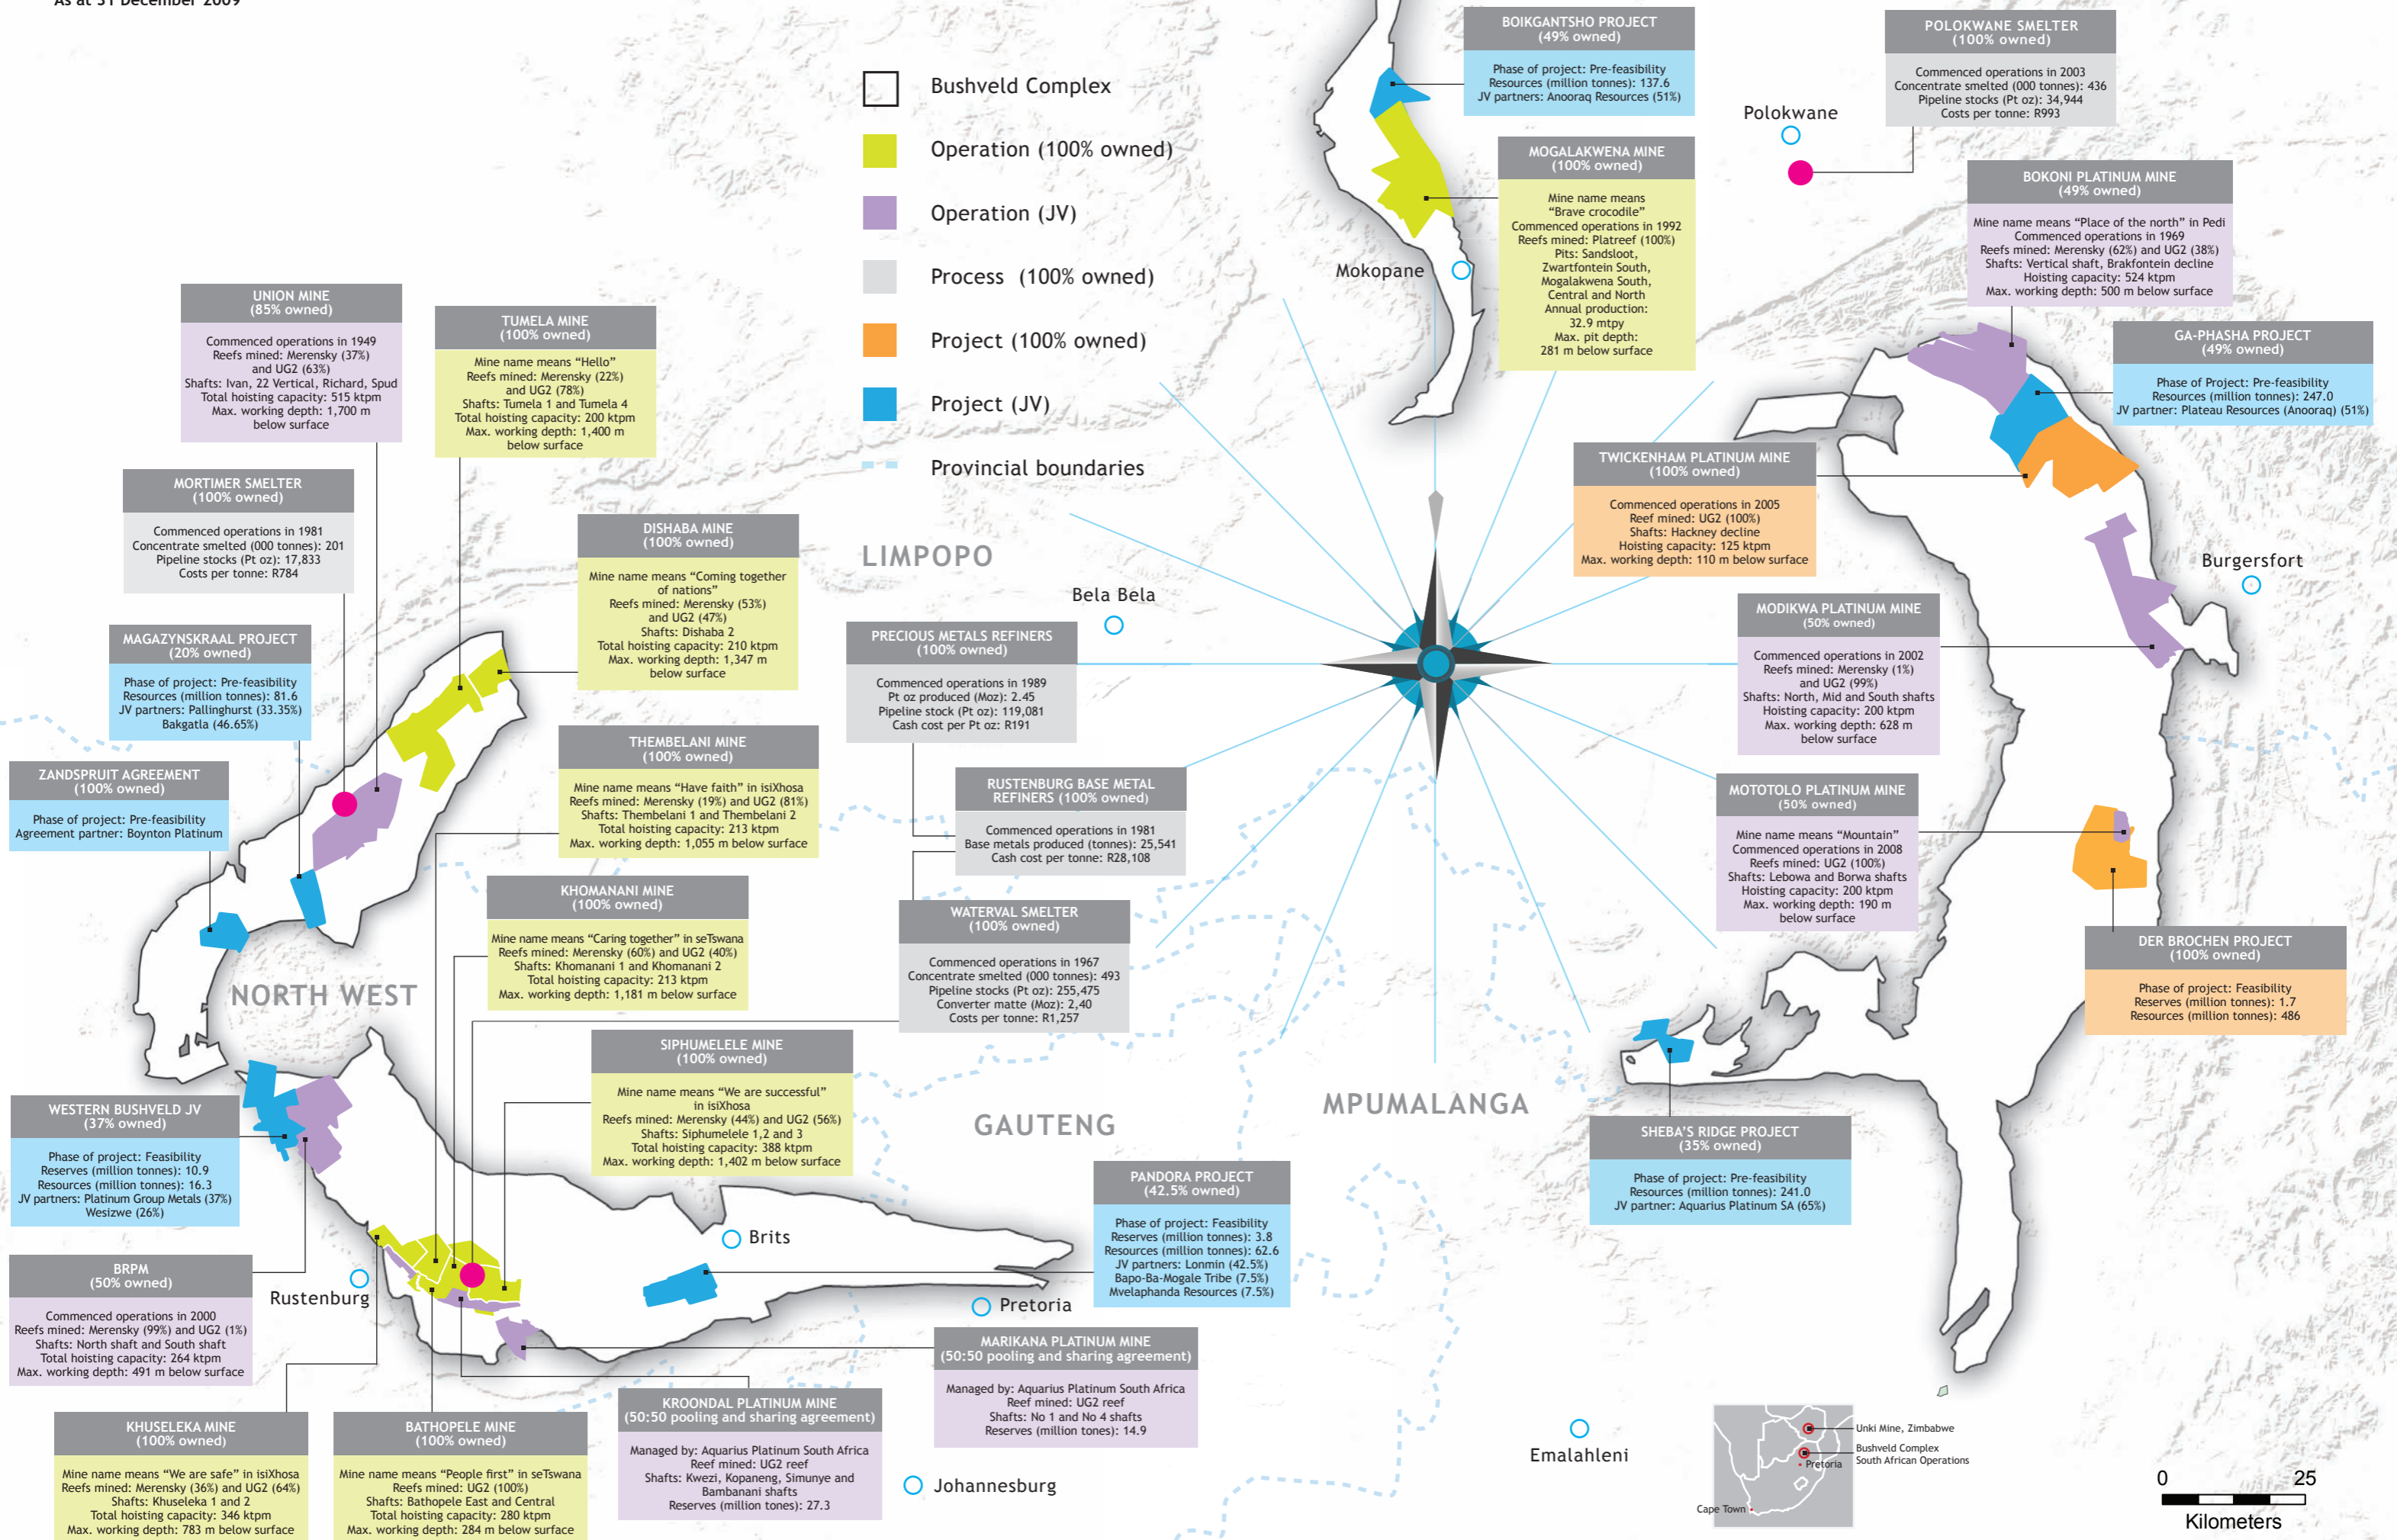 As at 31 December 2009
Bushveld Complex
Operation (100% owned)
Operation (JV)
Process (100% owned)
Project (100% owned)
Project (JV)
Provincial boundaries
BOIKGANTSHO PROJECT
(49% owned)
Phase of project: Pre-feasibility
Resources (million tonnes): 137.6
JV partners: Anooraq Resources (51%)
POLOKWANE SMELTER
(100% owned)
Commenced operations in 2003
Concentrate smelted (000 tonnes): 436
Pipeline stocks (Pt oz): 34,944
Costs per tonne: R993
Polokwane
MOGALAKWENA MINE
(100% owned)
Mine name means
“Brave crocodile”
Commenced operations in 1992
Reefs mined: Platreef (100%)
Pits: Sandsloot,
Zwartfontein South,
Mogalakwena South,
Central and North
Annual production:
32.9 mtpy
Max. pit depth:
281 m below surface
Mokopane
BOKONI PLATINUM MINE
(49% owned)
Mine name means “Place of the north” in Pedi
Commenced operations in 1969
Reefs mined: Merensky (62%) and UG2 (38%)
Shafts: Vertical shaft, Brakfontein decline
Hoisting capacity: 524 ktpm
Max. working depth: 500 m below surface
GA-PHASHA PROJECT
(49% owned)
Phase of Project: Pre-feasibility
Resources (million tonnes): 247.0
JV partner: Plateau Resources (Anooraq) (51%)
UNION MINE
(85% owned)
Commenced operations in 1949
Reefs mined: Merensky (37%)
and UG2 (63%)
Shafts: Ivan, 22 Vertical, Richard, Spud
Total hoisting capacity: 515 ktpm
Max. working depth: 1,700 m
below surface
TUMELA MINE
(100% owned)
Mine name means “Hello”
Reefs mined: Merensky (22%)
and UG2 (78%)
Shafts: Tumela 1 and Tumela 4
Total hoisting capacity: 200 ktpm
Max. working depth: 1,400 m
below surface
MORTIMER SMELTER
(100% owned)
Commenced operations in 1981
Concentrate smelted (000 tonnes): 201
Pipeline stocks (Pt oz): 17,833
Costs per tonne: R784
TWICKENHAM PLATINUM MINE
(100% owned)
Commenced operations in 2005
Reef mined: UG2 (100%)
Shafts: Hackney decline
Hoisting capacity: 125 ktpm
Max. working depth: 110 m below surface
DISHABA MINE
(100% owned)
Mine name means “Coming together
of nations”
Reefs mined: Merensky (53%)
and UG2 (47%)
Shafts: Dishaba 2
Total hoisting capacity: 210 ktpm
Max. working depth: 1,347 m
below surface
LIMPOPO
Bela Bela
Burgersfort
MAGAZYNSKRAAL PROJECT
(20% owned)
Phase of project: Pre-feasibility
Resources (million tonnes): 81.6
JV partners: Pallinghurst (33.35%)
Bakgatla (46.65%)
PRECIOUS METALS REFINERS
(100% owned)
Commenced operations in 1989
Pt oz produced (Moz): 2.45
Pipeline stock (Pt oz): 119,081
Cash cost per Pt oz: R191
MODIKWA PLATINUM MINE
(50% owned)
Commenced operations in 2002
Reefs mined: Merensky (1%)
and UG2 (99%)
Shafts: North, Mid and South shafts
Hoisting capacity: 200 ktpm
Max. working depth: 628 m
below surface
THEMBELANI MINE
(100% owned)
Mine name means “Have faith” in isiXhosa
Reefs mined: Merensky (19%) and UG2 (81%)
Shafts: Thembelani 1 and Thembelani 2
Total hoisting capacity: 213 ktpm
Max. working depth: 1,055 m below surface
ZANDSPRUIT AGREEMENT
(100% owned)
Phase of project: Pre-feasibility
Agreement partner: Boynton Platinum
RUSTENBURG BASE METAL
REFINERS (100% owned)
Commenced operations in 1981
Base metals produced (tonnes): 25,541
Cash cost per tonne: R28,108
MOTOTOLO PLATINUM MINE
(50% owned)
Mine name means “Mountain”
Commenced operations in 2008
Reefs mined: UG2 (100%)
Shafts: Lebowa and Borwa shafts
Hoisting capacity: 200 ktpm
Max. working depth: 190 m
below surface
KHOMANANI MINE
(100% owned)
Mine name means “Caring together” in seTswana
Reefs mined: Merensky (60%) and UG2 (40%)
Shafts: Khomanani 1 and Khomanani 2
Total hoisting capacity: 213 ktpm
Max. working depth: 1,181 m below surface
WATERVAL SMELTER
(100% owned)
Commenced operations in 1967
Concentrate smelted (000 tonnes): 493
Pipeline stocks (Pt oz): 255,475
Converter matte (Moz): 2,40
Costs per tonne: R1,257
DER BROCHEN PROJECT
(100% owned)
Phase of project: Feasibility
Reserves (million tonnes): 1.7
Resources (million tonnes): 486
NORTH WEST
SIPHUMELELE MINE
(100% owned)
Mine name means “We are successful”
in isiXhosa
Reefs mined: Merensky (44%) and UG2 (56%)
Shafts: Siphumelele 1,2 and 3
Total hoisting capacity: 388 ktpm
Max. working depth: 1,402 m below surface
GAUTENG
MPUMALANGA
WESTERN BUSHVELD JV
(37% owned)
Phase of project: Feasibility
Reserves (million tonnes): 10.9
Resources (million tonnes): 16.3
JV partners: Platinum Group Metals (37%)
Wesizwe (26%)
SHEBA’S RIDGE PROJECT
(35% owned)
Phase of project: Pre-feasibility
Resources (million tonnes): 241.0
JV partner: Aquarius Platinum SA (65%)
PANDORA PROJECT
(42.5% owned)
Phase of project: Feasibility
Reserves (million tonnes): 3.8
Resources (million tonnes): 62.6
JV partners: Lonmin (42.5%)
Bapo-Ba-Mogale Tribe (7.5%)
Mvelaphanda Resources (7.5%)
Brits
Rustenburg
Pretoria
BRPM
(50% owned)
Commenced operations in 2000
Reefs mined: Merensky (99%) and UG2 (1%)
Shafts: North shaft and South shaft
Total hoisting capacity: 264 ktpm
Max. working depth: 491 m below surface
MARIKANA PLATINUM MINE
(50:50 pooling and sharing agreement)
Managed by: Aquarius Platinum South Africa
Reef mined: UG2 reef
Shafts: No 1 and No 4 shafts
Reserves (million tones): 14.9
KROONDAL PLATINUM MINE
(50:50 pooling and sharing agreement)
Managed by: Aquarius Platinum South Africa
Reef mined: UG2 reef
Shafts: Kwezi, Kopaneng, Simunye and
Bambanani shafts
Reserves (million tones): 27.3
KHUSELEKA MINE
(100% owned)
Mine name means “We are safe” in isiXhosa
Reefs mined: Merensky (36%) and UG2 (64%)
Shafts: Khuseleka 1 and 2
Total hoisting capacity: 346 ktpm
Max. working depth: 783 m below surface
BATHOPELE MINE
(100% owned)
Mine name means “People first” in seTswana
Reefs mined: UG2 (100%)
Shafts: Bathopele East and Central
Total hoisting capacity: 280 ktpm
Max. working depth: 284 m below surface
Johannesburg
Emalahleni
Unki Mine, Zimbabwe
Bushveld Complex
South African Operations
Pretoria
Cape Town
0 25
Kilometers